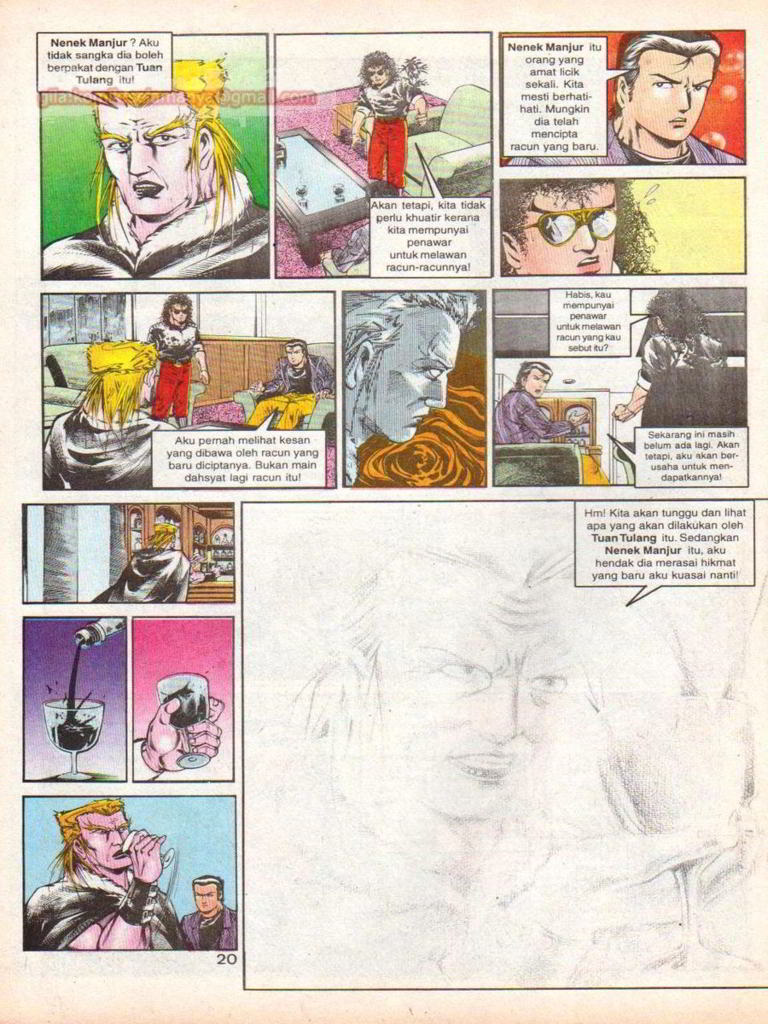 Nenek Manjur ? Aku
tidak sangka dia boleh
berpakat dengan Tuan
Tulang itu!
Akan tetapi, kita tidak
perlu khuatir kerana
kita mempunyai
penawar
untuk melawan
racun-racunnya!
Nenek Manjur itu
orang yang
amat licik
sekali. Kita
mesti berhati-
hati. Mungkin
dia telah
mencipta
racun yang baru.
Aku pernah melihat kesan
yang dibawa oleh racun yang
baru diciptanya. Bukan main
dahsyat lagi racun itu!
Habis, kau
mempunyai
penawar
untuk melawan
racun yang kau
sebut itu?
Sekarang ini masih
belum ada lagi. Akan
tetapi, aku akan ber-
usaha untuk men-
dapatkannya!
Hm! Kita akan tunggu dan lihat
apa yang akan dilakukan oleh
Tuan Tulang itu. Sedangkan
Nenek Manjur itu, aku
hendak dia merasai hikmat
yang baru aku kuasai nanti!
20